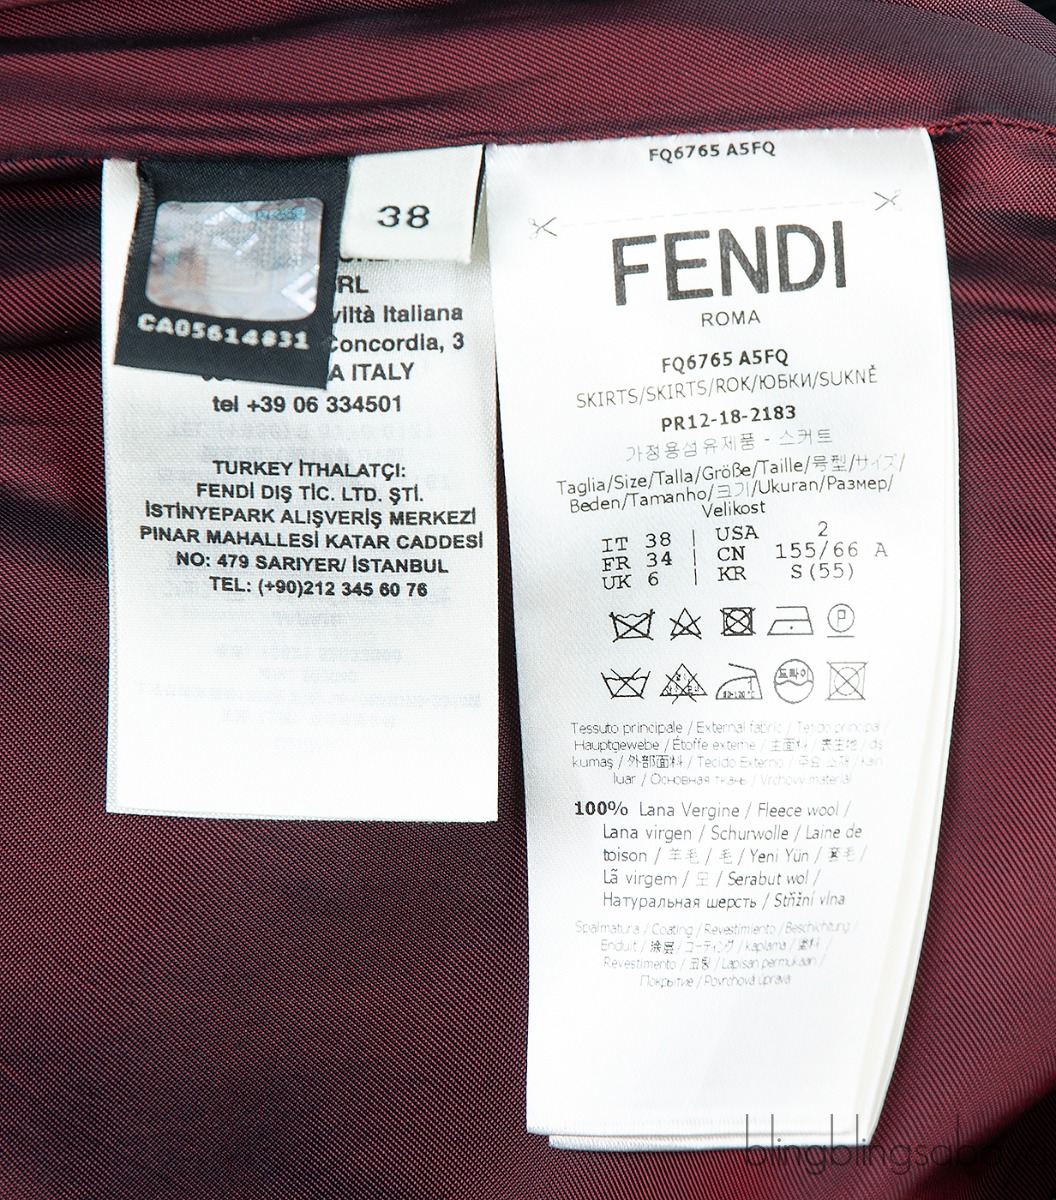 38
RL
viltà Italiana
Concordia, 3
A ITALY
tel +39 06 334501
CA05614831
TURKEY İTHALATÇI:
FENDİ DIŞ TİC. LTD. ŞTİ.
İSTİNYEPARK ALIŞVERİŞ MERKEZİ
PINAR MAHALLESİ KATAR CADDESİ
NO: 479 SARIYER/ İSTANBUL
TEL: (+90)212 345 60 76
FQ6765 A5FQ
FENDI
ROMA
FQ6765 A5FQ
SKIRTS/SKIRTS/ROK/ЮБКИ/SUKNĚ
PR12-18-2183
가정용섬유제품 - 스커트
Taglia/Size/Talla/Größe/Taille/号型/サイズ/
Beden/Tamanho/크기/Ukuran/Размер/
Velikost
IT 38 | USA 2
FR 34 | CN 155/66 A
UK 6 | KR S(55)
P
드라이
Tessuto principale / External fabric / Tejido principal
Hauptgewebe / Étoffe externe / 主面料 / 表生地 / dış
kumaş / 外部面料 / Tecido Externo / 주요 소재 / kain
luar / Основная ткань / Vrchový materiál
100% Lana Vergine / Fleece wool /
Lana virgen / Schurwolle / Laine de
toison / 羊毛 / 毛 / Yeni Yün / 套毛 /
Lã virgem / 모 / Serabut wol /
Натуральная шерсть / Střižní vlna
Spalmatura / Coating / Revestimiento / Beschichtung /
Enduit / 涂层 / コーティング / kaplama / 塗料 /
Revestimento / 코팅 / Lapisan permukaan /
Покрытие / Povrchová úprava
blingblingsab